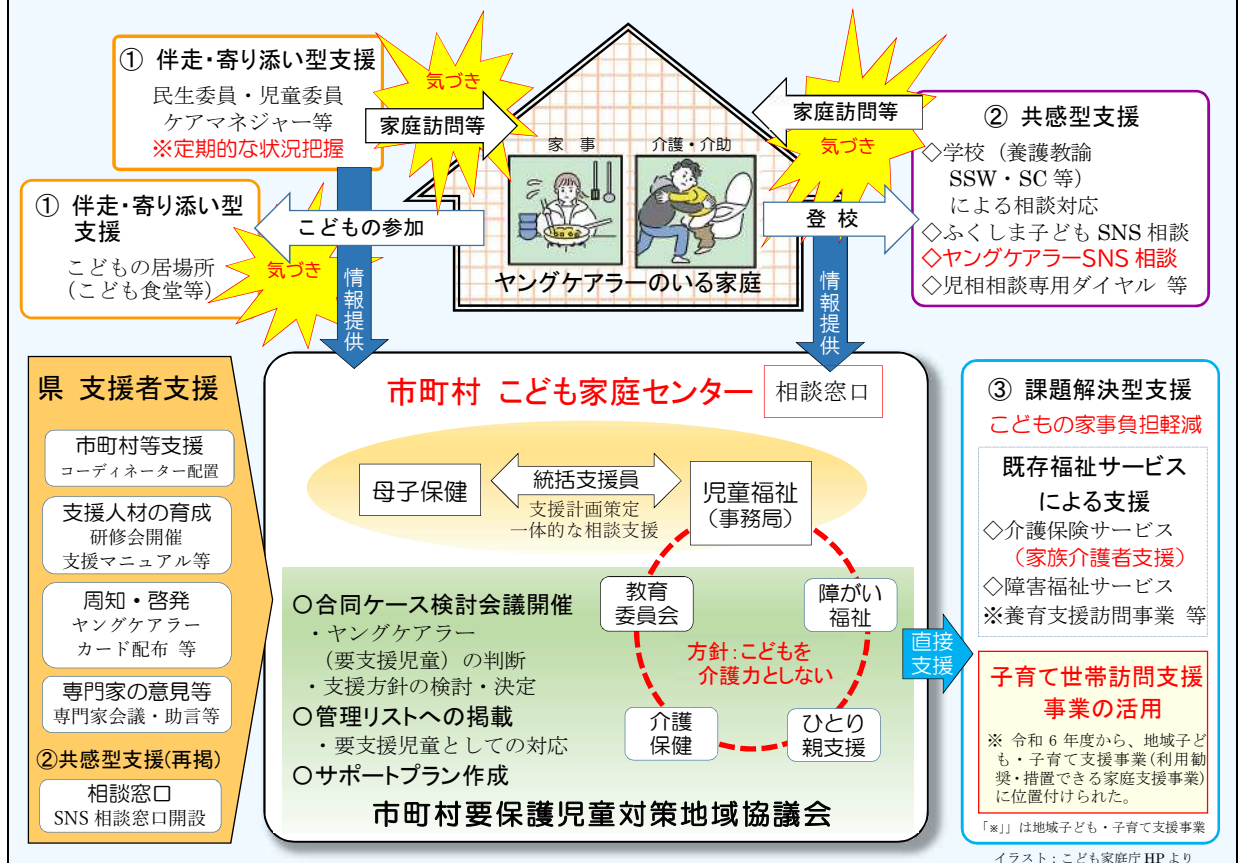 ① 伴走・寄り添い型支援
民生委員・児童委員
ケアマネジャー等
※定期的な状況把握
気づき
家庭訪問等
① 伴走・寄り添い型
支援
こどもの居場所
(こども食堂等)
気づき
こどもの参加
情報提供
家 事
介護・介助
ヤングケアラーのいる家庭
家庭訪問等
気づき
登 校
情報提供
② 共感型支援
◇学校（養護教諭
SSW・SC 等）
による相談対応
◇ふくしま子ども SNS 相談
◇ヤングケアラーSNS 相談
◇児相相談専用ダイヤル 等
県 支援者支援
市町村等支援
コーディネーター配置
支援人材の育成
研修会開催
支援マニュアル等
周知・啓発
ヤングケアラー
カード配布 等
専門家の意見等
専門家会議・助言等
②共感型支援(再掲)
相談窓口
SNS 相談窓口開設
市町村 こども家庭センター
相談窓口
母子保健
統括支援員
支援計画策定
一体的な相談支援
児童福祉
（事務局）
教育
委員会
障がい
福祉
方針：こどもを
介護力としない
介護
保健
ひとり
親支援
〇合同ケース検討会議開催
・ヤングケアラー
（要支援児童）の判断
・支援方針の検討・決定
〇管理リストへの掲載
・要支援児童としての対応
〇サポートプラン作成
市町村要保護児童対策地域協議会
直接
支援
③ 課題解決型支援
こどもの家事負担軽減
既存福祉サービス
による支援
◇介護保険サービス
（家族介護者支援）
◇障害福祉サービス
※養育支援訪問事業 等
子育て世帯訪問支援
事業の活用
※ 令和 6 年度から、地域子ど
も・子育て支援事業(利用勧
奨・措置できる家庭支援事業)
に位置付けられた。
「※」」は地域子ども・子育て支援事業
イラスト：こども家庭庁 HP より